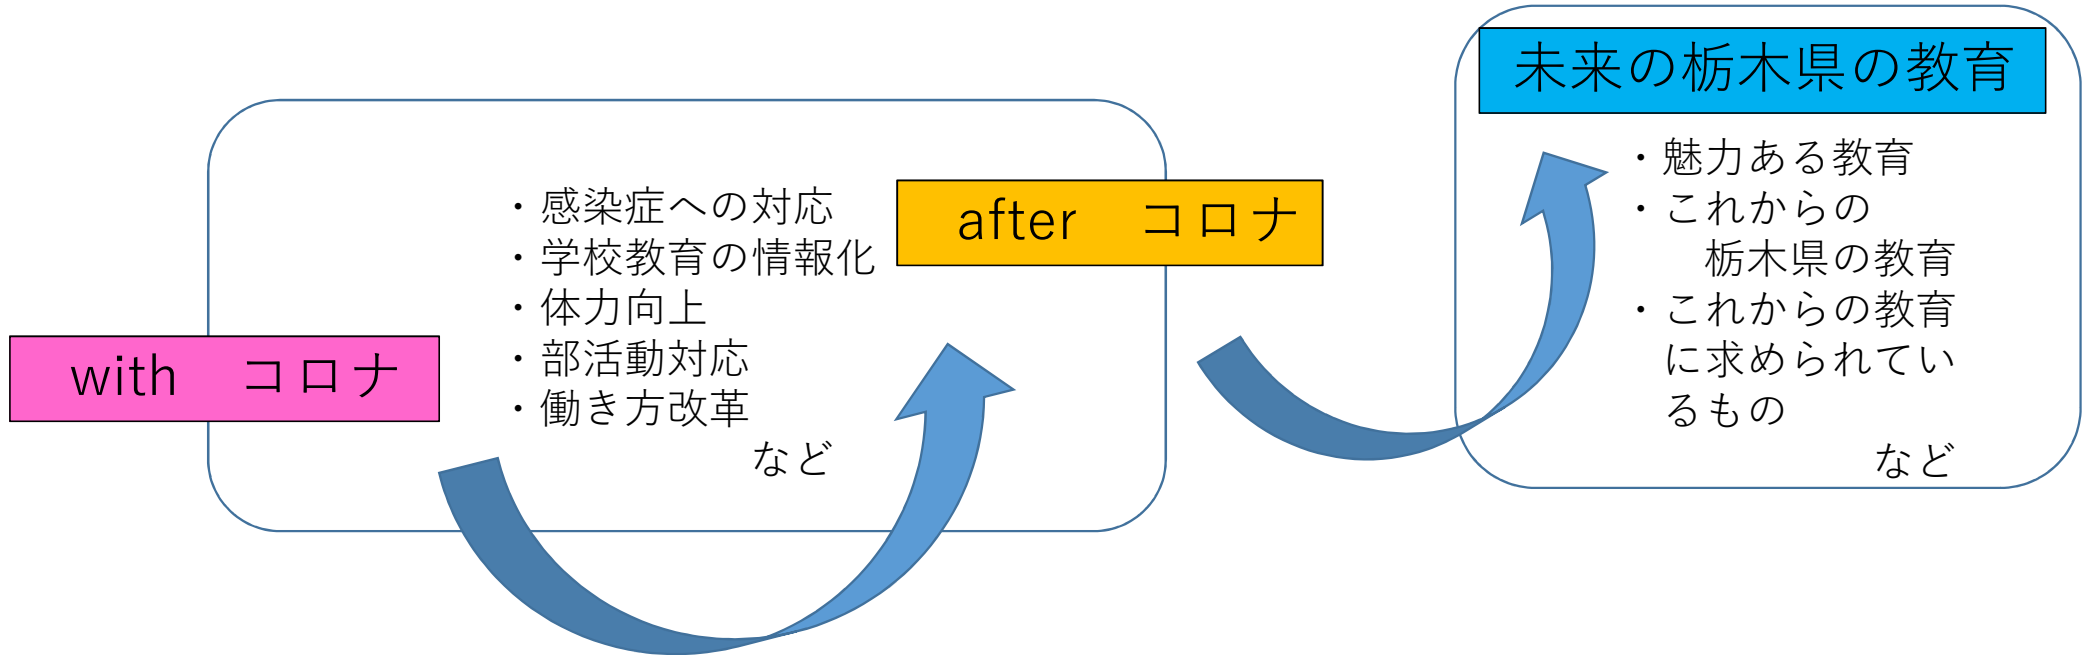 with　コロナ
・感染症への対応
・学校教育の情報化
・体力向上
・部活動対応
・働き方改革
など
after　コロナ
未来の栃木県の教育
・魅力ある教育
・これからの
栃木県の教育
・これからの教育
に求められてい
るもの
など